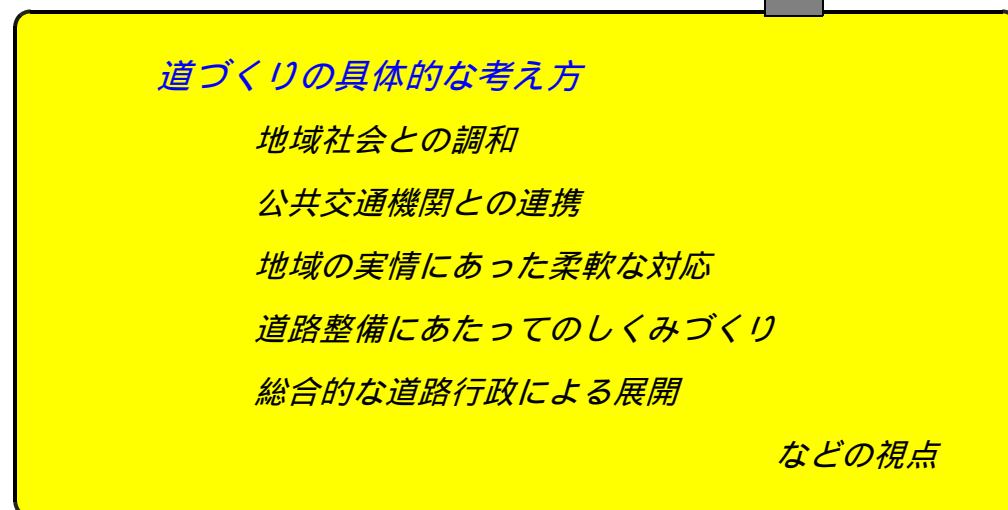 道づくりの具体的な考え方
地域社会との調和
公共交通機関との連携
地域の実情にあった柔軟な対応
道路整備にあたってのしくみづくり
総合的な道路行政による展開
などの視点